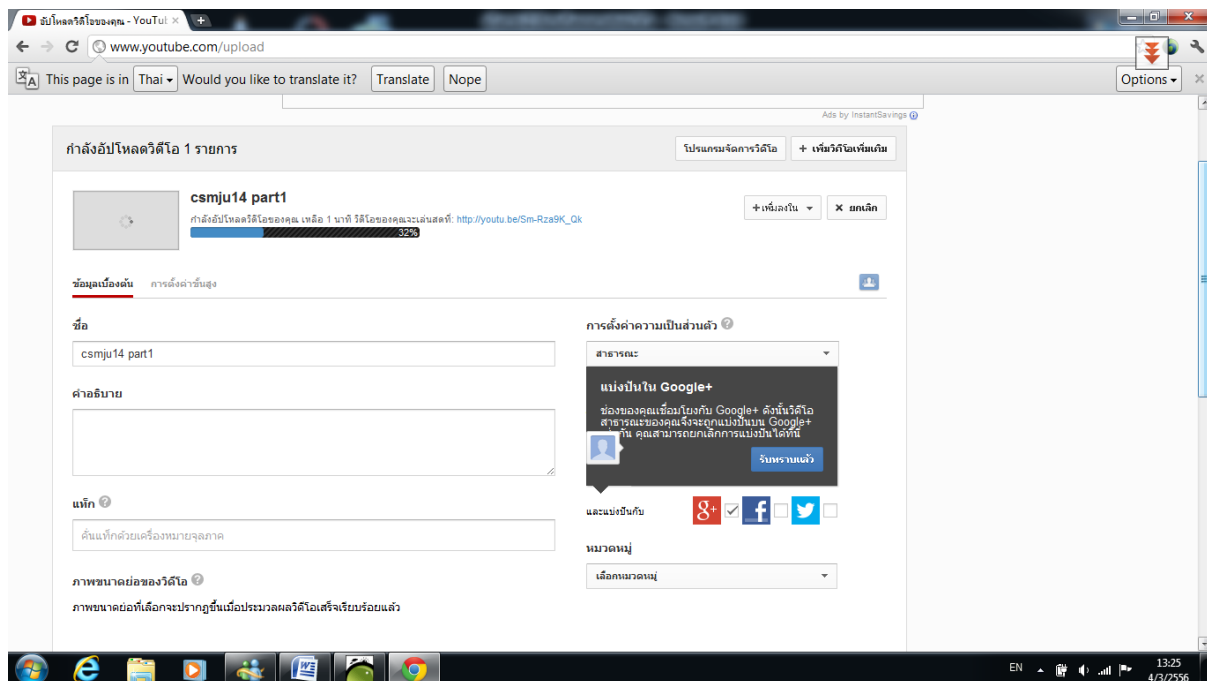 อัปโหลดวิดีโอของคุณ - YouTub
www.youtube.com/upload
This page is in Thai Would you like to translate it? Translate Nope Options
Ads by InstantSavings
กำลังอัปโหลดวิดีโอ 1 รายการ
โปรแกรมจัดการวิดีโอ + เพิ่มวิดีโอเพิ่มเติม
csmju14 part1
กำลังอัปโหลดวิดีโอของคุณ เหลือ 1 นาที วิดีโอของคุณจะเล่นสดที่: http://youtu.be/Sm-Rza9K_Qk
32%
+เพิ่มลงใน X ยกเลิก
ข้อมูลเบื้องต้น การตั้งค่าขั้นสูง
ชื่อ
csmju14 part1
คำอธิบาย
แท็ก
คั่นแท็กด้วยเครื่องหมายจุลภาค
ภาพขนาดย่อของวิดีโอ
ภาพขนาดย่อที่เลือกจะปรากฏขึ้นเมื่อประมวลผลวิดีโอเสร็จเรียบร้อยแล้ว
การตั้งค่าความเป็นส่วนตัว
สาธารณะ
แบ่งปันใน Google+
ช่องของคุณเชื่อมโยงกับ Google+ ดังนั้นวิดีโอ
สาธารณะของคุณจึงจะถูกแบ่งปันบน Google+
กัน คุณสามารถยกเลิกการแบ่งปันได้ที่นี่
รับทราบแล้ว
และแบ่งปันกับ
หมวดหมู่
เลือกหมวดหมู่
EN 13:25
4/3/2556